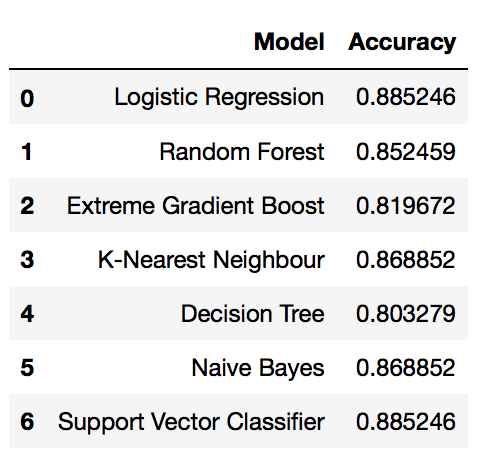 Model Accuracy
0 Logistic Regression 0.885246
1 Random Forest 0.852459
2 Extreme Gradient Boost 0.819672
3 K-Nearest Neighbour 0.868852
4 Decision Tree 0.803279
5 Naive Bayes 0.868852
6 Support Vector Classifier 0.885246